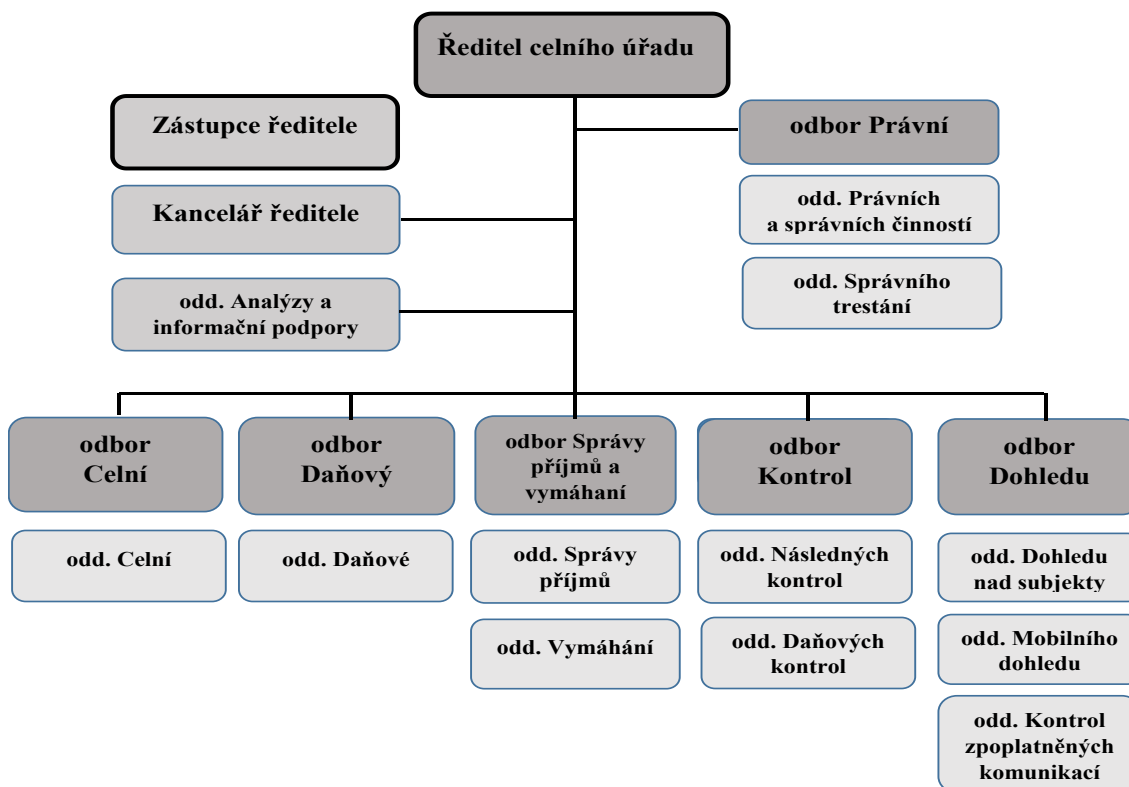 Ředitel celního úřadu
Zástupce ředitele
odbor Právní
Kancelář ředitele
odd. Právních
a správních činností
odd. Analýzy a
informační podpory
odd. Správního
trestání
odbor
Celní
odbor
Daňový
odbor Správy
příjmů a
vymáhaní
odbor
Kontrol
odbor
Dohledu
odd. Celní
odd. Daňové
odd. Správy
příjmů
odd. Následných
kontrol
odd. Dohledu
nad subjekty
odd. Vymáhání
odd. Daňových
kontrol
odd. Mobilního
dohledu
odd. Kontrol
zpoplatněných
komunikací